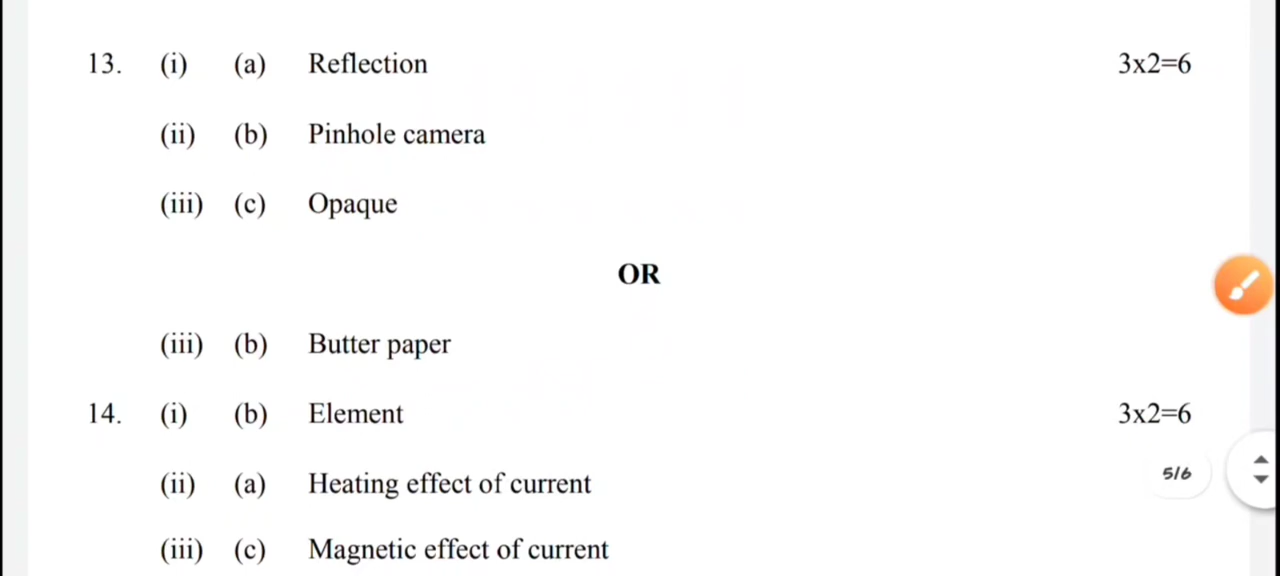 13. (i) (a) Reflection 3x2=6
(ii) (b) Pinhole camera
(iii) (c) Opaque
OR
(iii) (b) Butter paper
14. (i) (b) Element 3x2=6
(ii) (a) Heating effect of current
5/6
(iii) (c) Magnetic effect of current